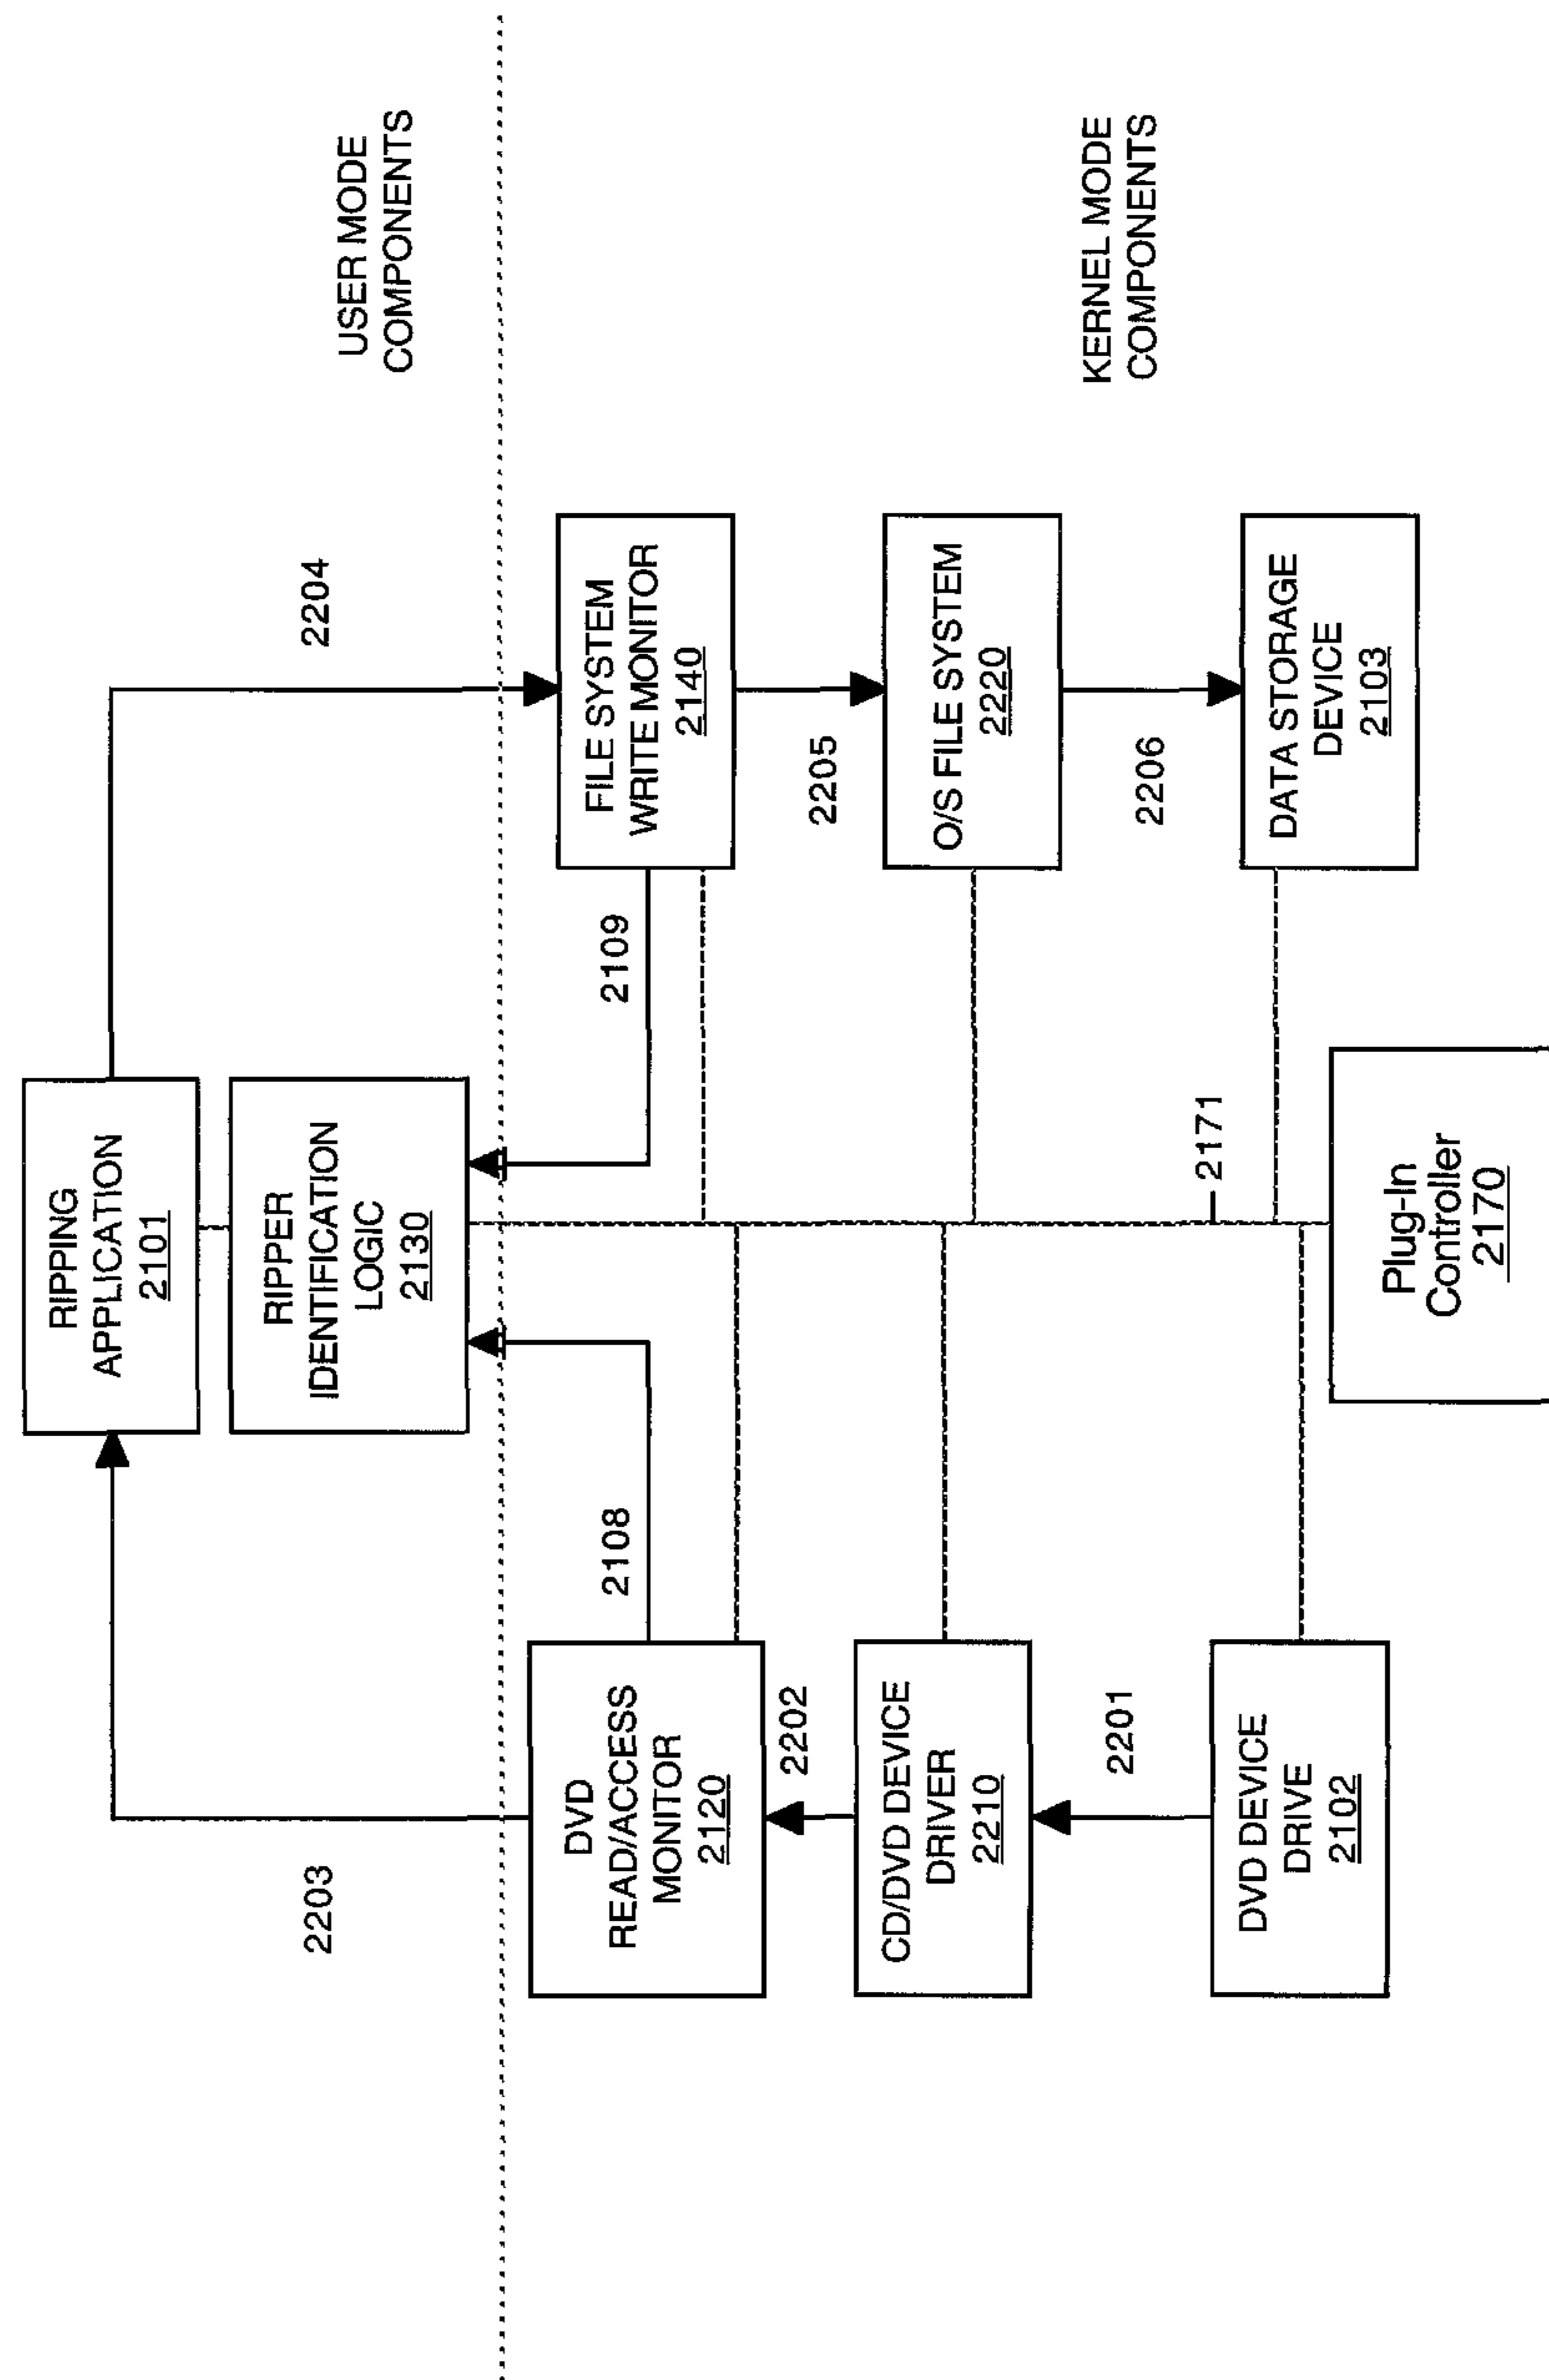 RIPPING
APPLICATION
2101
RIPPER
IDENTIFICATION
LOGIC
2130
USER MODE
COMPONENTS
2203
2204
DVD
READ/ACCESS
MONITOR
2120
2108
2109
FILE SYSTEM
WRITE MONITOR
2140
2202
2205
CD/DVD DEVICE
DRIVER
2210
O/S FILE SYSTEM
2220
KERNEL MODE
COMPONENTS
2201
2206
2171
DVD DEVICE
DRIVE
2102
DATA STORAGE
DEVICE
2103
Plug-In
Controller
2170